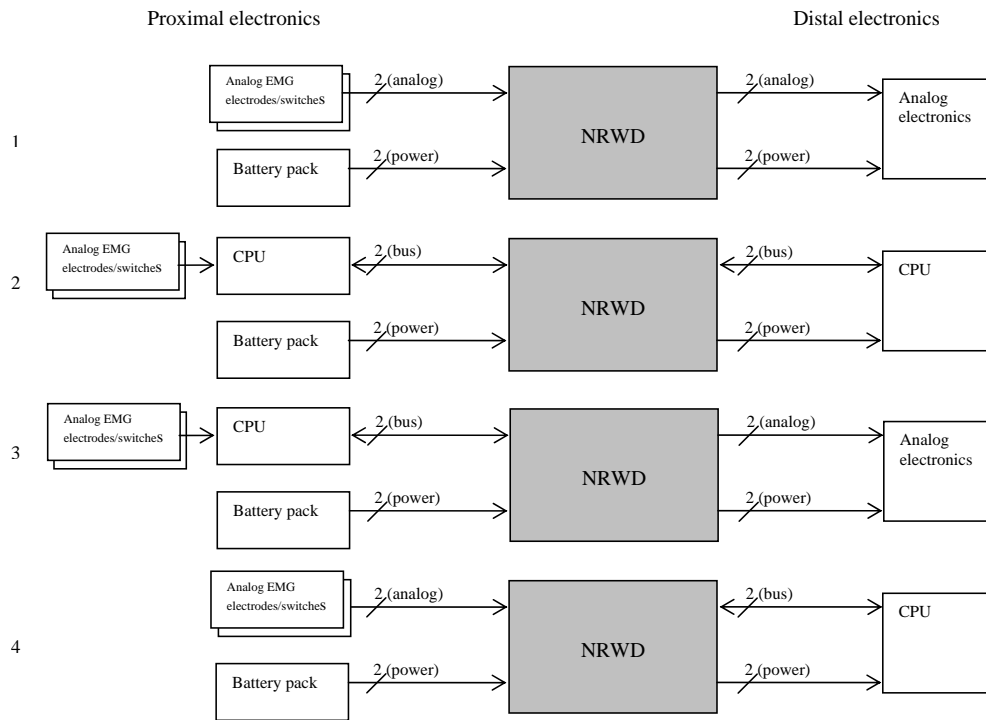 Proximal electronics
Distal electronics
1
Analog EMG
electrodes/switches
2 (analog)
Battery pack
2 (power)
NRWD
2 (analog)
2 (power)
Analog
electronics
2
Analog EMG
electrodes/switches
CPU
2 (bus)
Battery pack
2 (power)
NRWD
2 (bus)
2 (power)
CPU
3
Analog EMG
electrodes/switches
CPU
2 (bus)
Battery pack
2 (power)
NRWD
2 (analog)
2 (power)
Analog
electronics
4
Analog EMG
electrodes/switches
2 (analog)
Battery pack
2 (power)
NRWD
2 (bus)
2 (power)
CPU